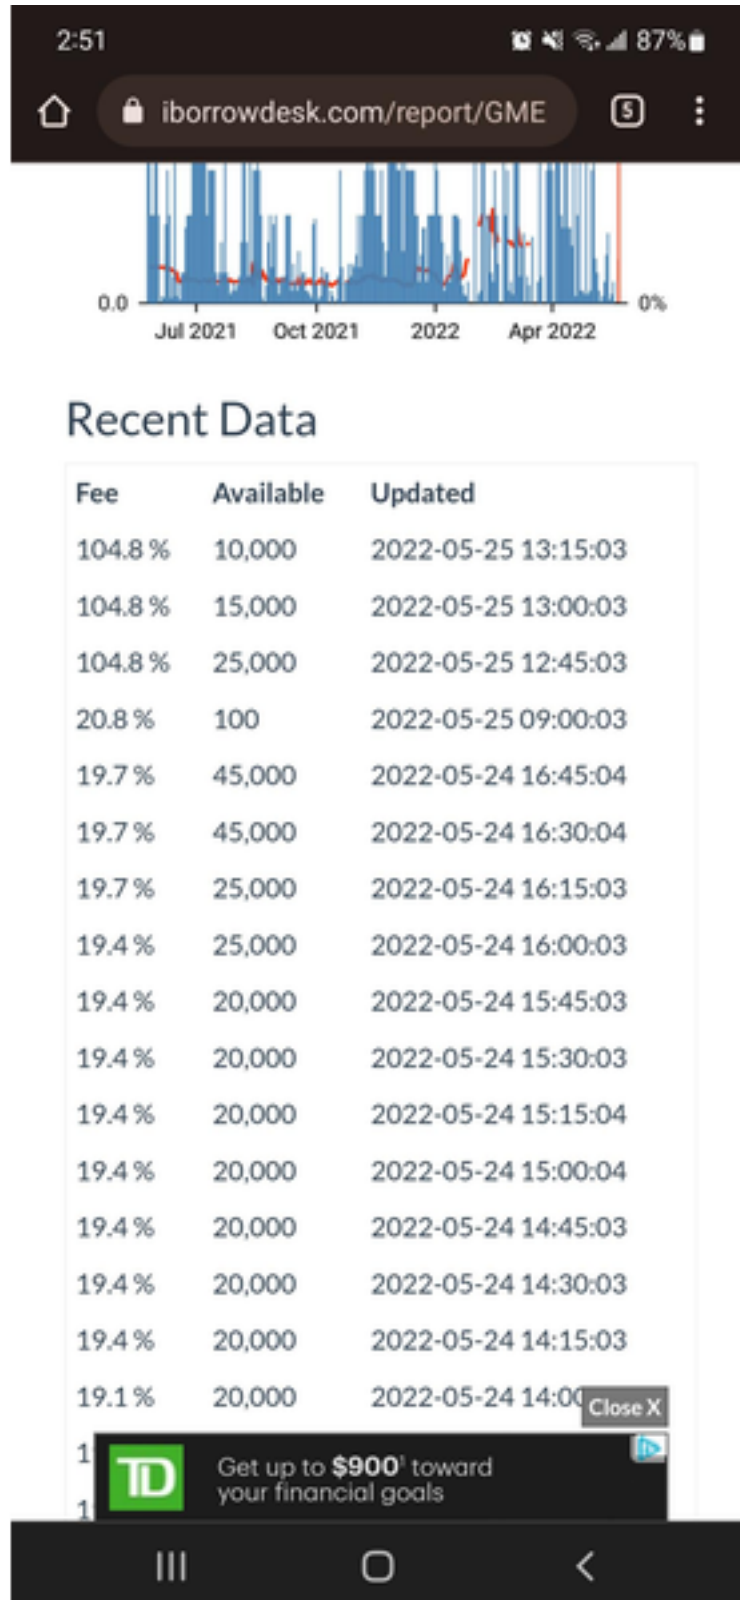 2:51 87%
iborrowdesk.com/report/GME 5
0.0 0%
Jul 2021 Oct 2021 2022 Apr 2022
Recent Data
Fee Available Updated
104.8 % 10,000 2022-05-25 13:15:03
104.8 % 15,000 2022-05-25 13:00:03
104.8 % 25,000 2022-05-25 12:45:03
20.8 % 100 2022-05-25 09:00:03
19.7 % 45,000 2022-05-24 16:45:04
19.7 % 45,000 2022-05-24 16:30:04
19.7 % 25,000 2022-05-24 16:15:03
19.4 % 25,000 2022-05-24 16:00:03
19.4 % 20,000 2022-05-24 15:45:03
19.4 % 20,000 2022-05-24 15:30:03
19.4 % 20,000 2022-05-24 15:15:04
19.4 % 20,000 2022-05-24 15:00:04
19.4 % 20,000 2022-05-24 14:45:03
19.4 % 20,000 2022-05-24 14:30:03
19.4 % 20,000 2022-05-24 14:15:03
19.1 % 20,000 2022-05-24 14:00
Close X
TD Get up to $900¹ toward
your financial goals